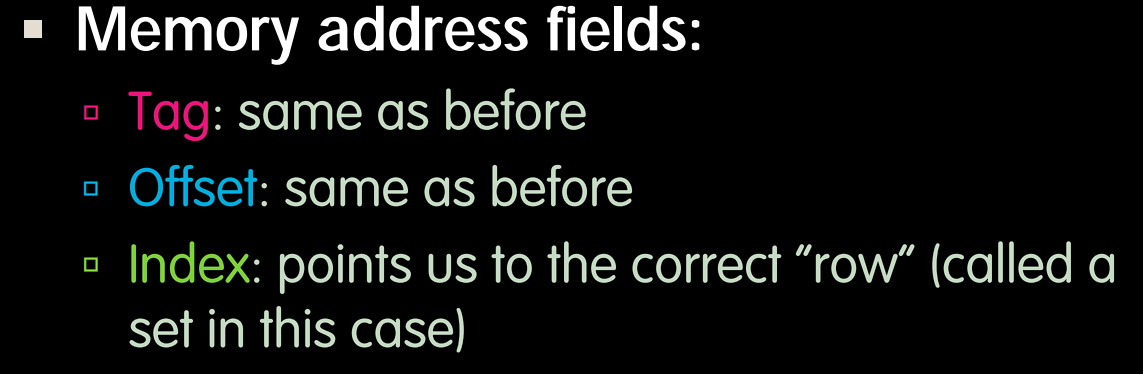 Memory address fields:
Tag: same as before
Offset: same as before
Index: points us to the correct “row” (called a
set in this case)